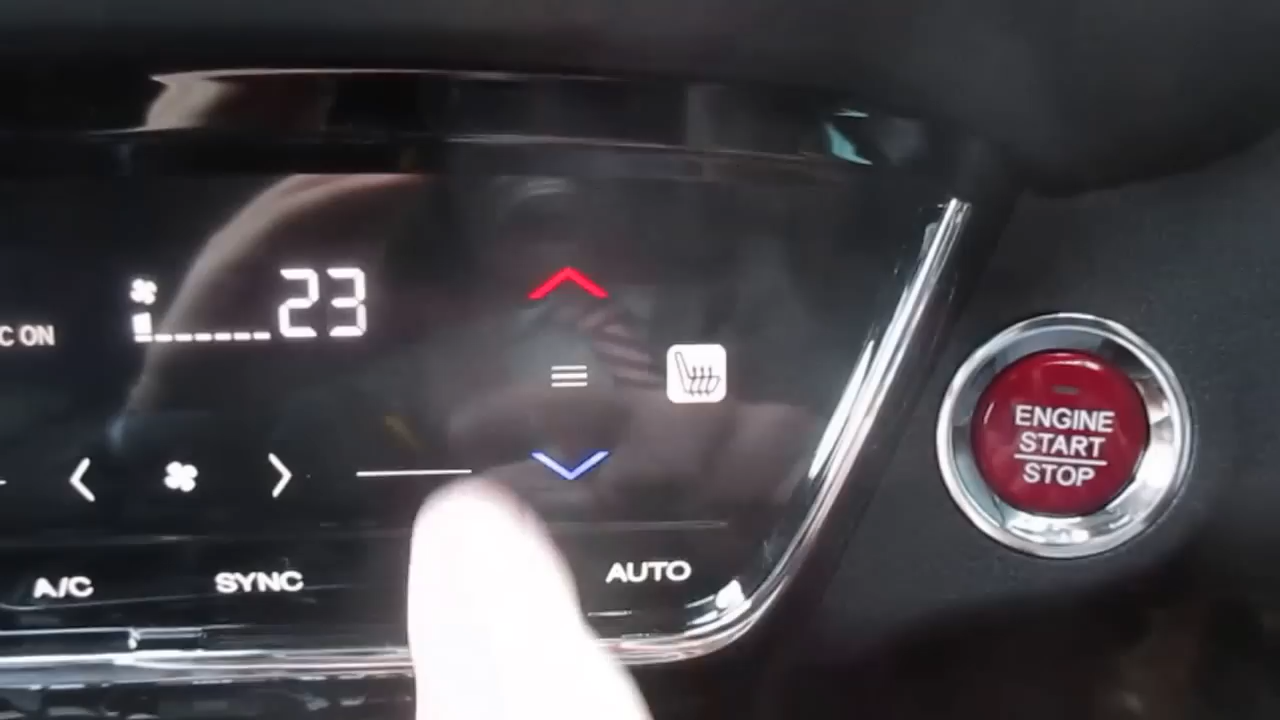 23
C ON
A/C
SYNC
AUTO
ENGINE
START
STOP